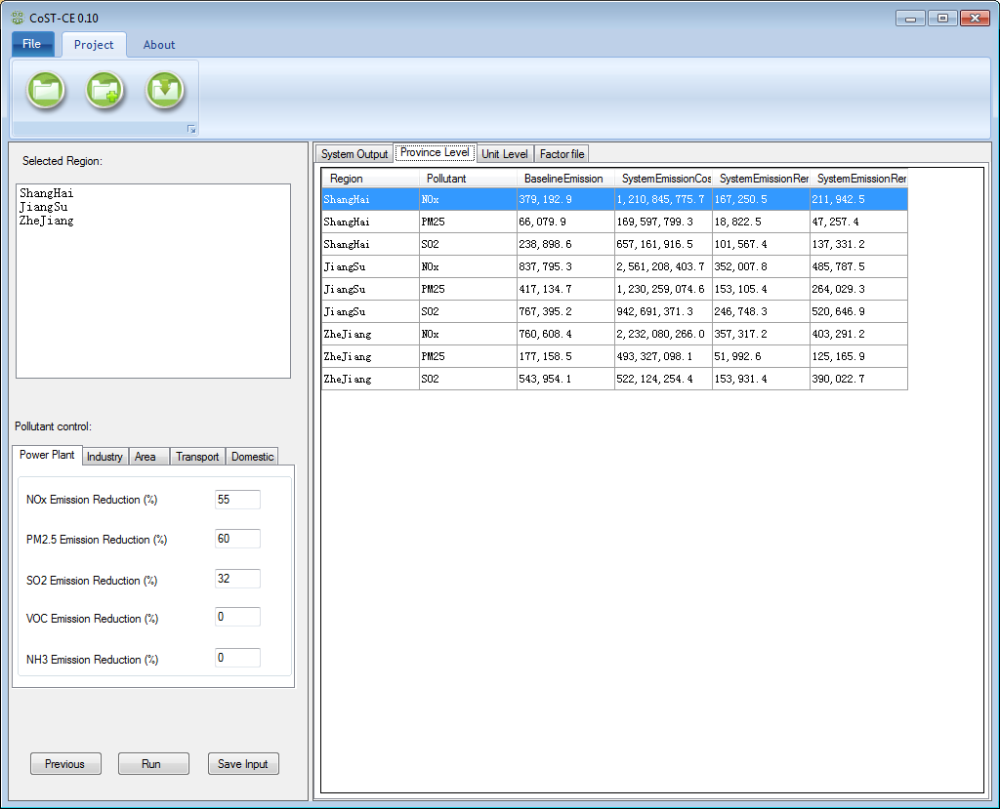 CoST-CE 0.10
File Project About
Selected Region:
ShangHai
JiangSu
ZheJiang
Pollutant control:
Power Plant Industry Area Transport Domestic
NOx Emission Reduction (%) 55
PM2.5 Emission Reduction (%) 60
SO2 Emission Reduction (%) 32
VOC Emission Reduction (%) 0
NH3 Emission Reduction (%) 0
Previous Run Save Input
System Output Province Level Unit Level Factor file
Region Pollutant BaselineEmission SystemEmissionCos SystemEmissionRer SystemEmissionRer
ShangHai NOx 379,192.9 1,210,845,775.7 167,250.5 211,942.5
ShangHai PM25 66,079.9 169,597,799.3 18,822.5 47,257.4
ShangHai SO2 238,898.6 657,161,916.5 101,567.4 137,331.2
JiangSu NOx 837,795.3 2,561,208,403.7 352,007.8 485,787.5
JiangSu PM25 417,134.7 1,230,259,074.6 153,105.4 264,029.3
JiangSu SO2 767,395.2 942,691,371.3 246,748.3 520,646.9
ZheJiang NOx 760,608.4 2,232,080,266.0 357,317.2 403,291.2
ZheJiang PM25 177,158.5 493,327,098.1 51,992.6 125,165.9
ZheJiang SO2 543,954.1 522,124,254.4 153,931.4 390,022.7